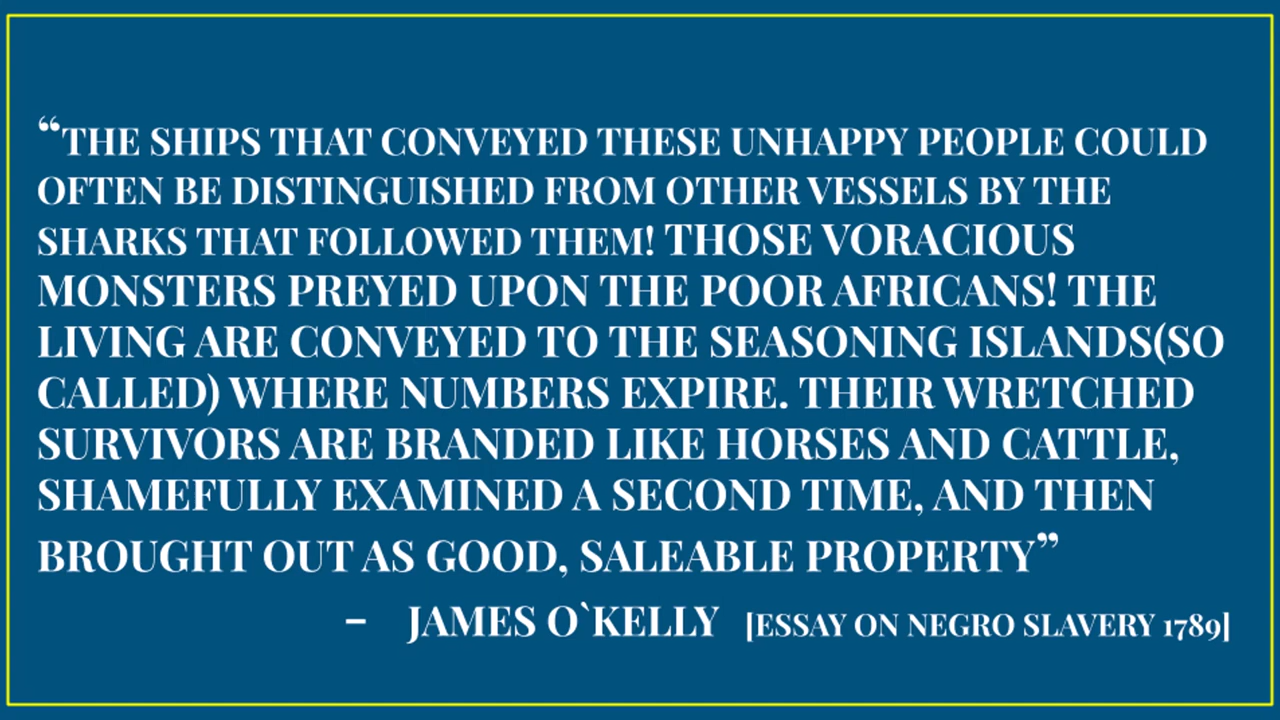 “THE SHIPS THAT CONVEYED THESE UNHAPPY PEOPLE COULD
OFTEN BE DISTINGUISHED FROM OTHER VESSELS BY THE
SHARKS THAT FOLLOWED THEM! THOSE VORACIOUS
MONSTERS PREYED UPON THE POOR AFRICANS! THE
LIVING ARE CONVEYED TO THE SEASONING ISLANDS(SO
CALLED) WHERE NUMBERS EXPIRE. THEIR WRETCHED
SURVIVORS ARE BRANDED LIKE HORSES AND CATTLE,
SHAMEFULLY EXAMINED A SECOND TIME, AND THEN
BROUGHT OUT AS GOOD, SALEABLE PROPERTY”
– JAMES O`KELLY [ESSAY ON NEGRO SLAVERY 1789]